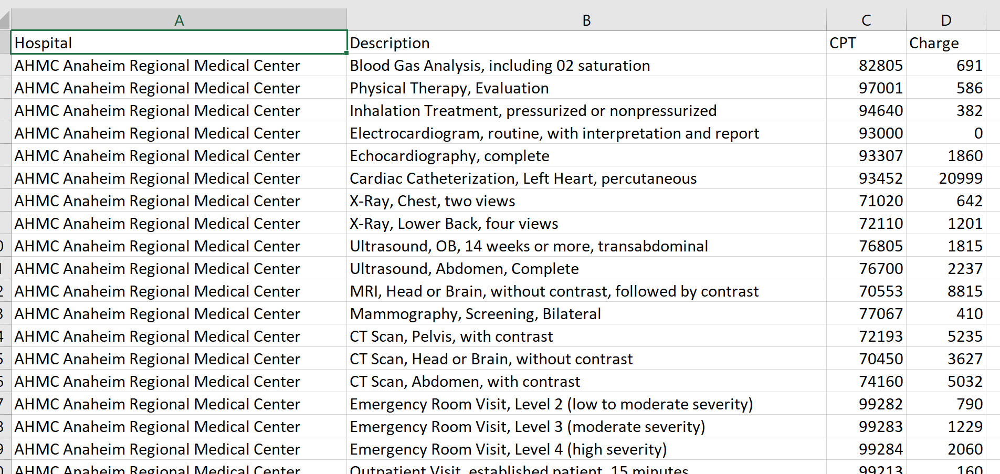 A B C D
Hospital Description CPT Charge
AHMC Anaheim Regional Medical Center Blood Gas Analysis, including 02 saturation 82805 691
AHMC Anaheim Regional Medical Center Physical Therapy, Evaluation 97001 586
AHMC Anaheim Regional Medical Center Inhalation Treatment, pressurized or nonpressurized 94640 382
AHMC Anaheim Regional Medical Center Electrocardiogram, routine, with interpretation and report 93000 0
AHMC Anaheim Regional Medical Center Echocardiography, complete 93307 1860
AHMC Anaheim Regional Medical Center Cardiac Catheterization, Left Heart, percutaneous 93452 20999
AHMC Anaheim Regional Medical Center X-Ray, Chest, two views 71020 642
AHMC Anaheim Regional Medical Center X-Ray, Lower Back, four views 72110 1201
AHMC Anaheim Regional Medical Center Ultrasound, OB, 14 weeks or more, transabdominal 76805 1815
AHMC Anaheim Regional Medical Center Ultrasound, Abdomen, Complete 76700 2237
AHMC Anaheim Regional Medical Center MRI, Head or Brain, without contrast, followed by contrast 70553 8815
AHMC Anaheim Regional Medical Center Mammography, Screening, Bilateral 77067 410
AHMC Anaheim Regional Medical Center CT Scan, Pelvis, with contrast 72193 5235
AHMC Anaheim Regional Medical Center CT Scan, Head or Brain, without contrast 70450 3627
AHMC Anaheim Regional Medical Center CT Scan, Abdomen, with contrast 74160 5032
AHMC Anaheim Regional Medical Center Emergency Room Visit, Level 2 (low to moderate severity) 99282 790
AHMC Anaheim Regional Medical Center Emergency Room Visit, Level 3 (moderate severity) 99283 1229
AHMC Anaheim Regional Medical Center Emergency Room Visit, Level 4 (high severity) 99284 2060
AHMC Anaheim Regional Medical Center Outpatient Visit, established patient, 15 minutes 99213 160